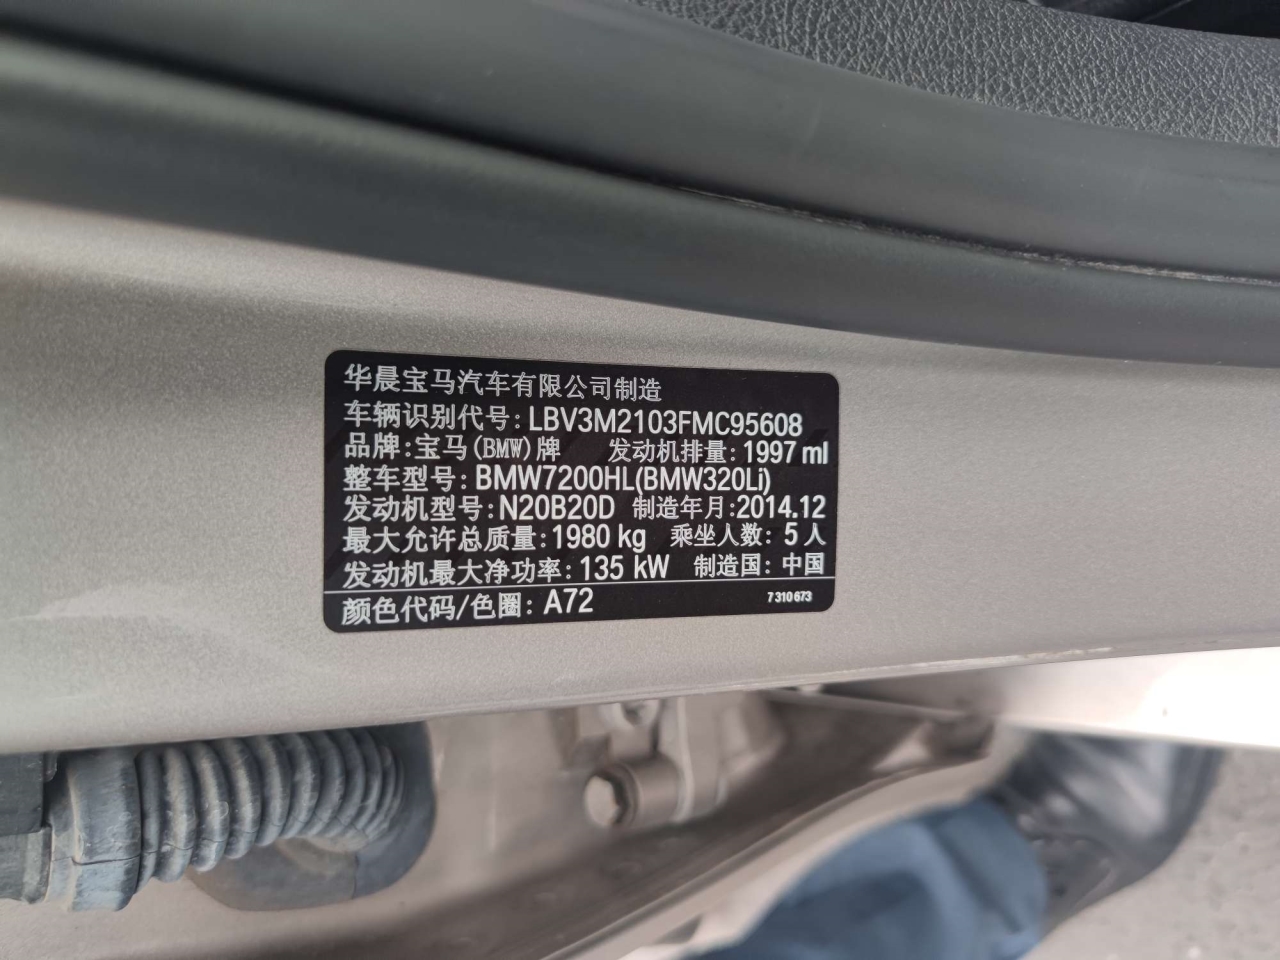 华晨宝马汽车有限公司制造
车辆识别代号: LBV3M2103FMC95608
品牌: 宝马(BMW)牌 发动机排量: 1997 ml
整车型号: BMW7200HL(BMW320Li)
发动机型号: N20B20D 制造年月:2014.12
最大允许总质量: 1980 kg 乘坐人数: 5 人
发动机最大净功率: 135 kW 制造国: 中国
颜色代码/色圈: A72 7 310 673